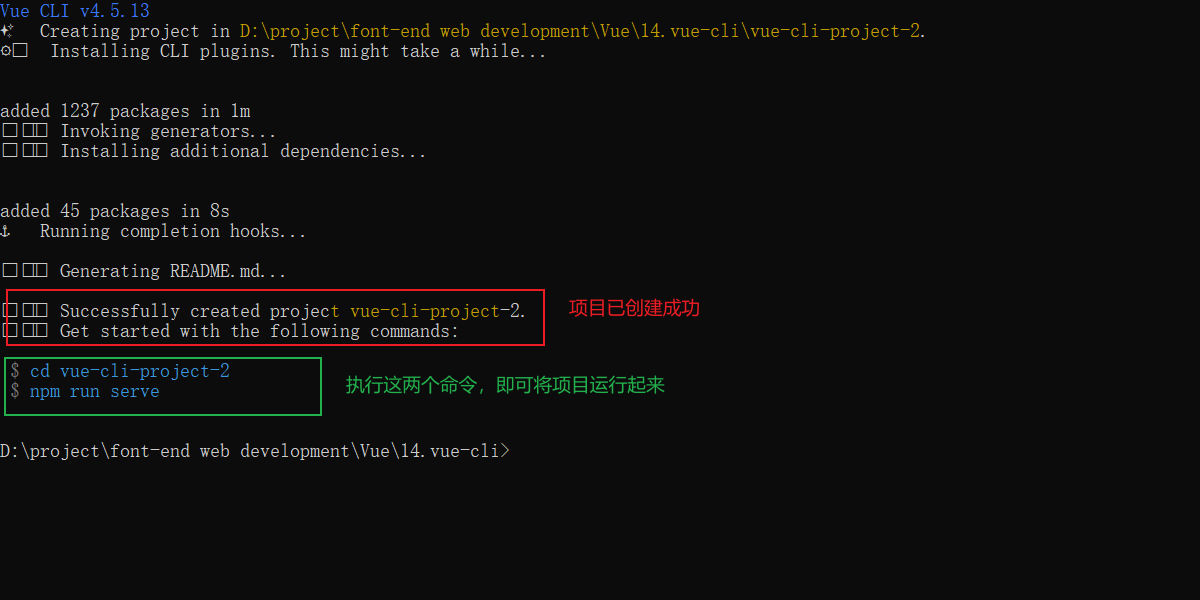 Vue CLI v4.5.13
Creating project in D:\project\font-end web development\Vue\14.vue-cli\vue-cli-project-2.
Installing CLI plugins. This might take a while...
added 1237 packages in 1m
Invoking generators...
Installing additional dependencies...
added 45 packages in 8s
Running completion hooks...
Generating README.md...
Successfully created project vue-cli-project-2.
项目已创建成功
Get started with the following commands:
$ cd vue-cli-project-2
$ npm run serve
执行这两个命令，即可将项目运行起来
D:\project\font-end web development\Vue\14.vue-cli>